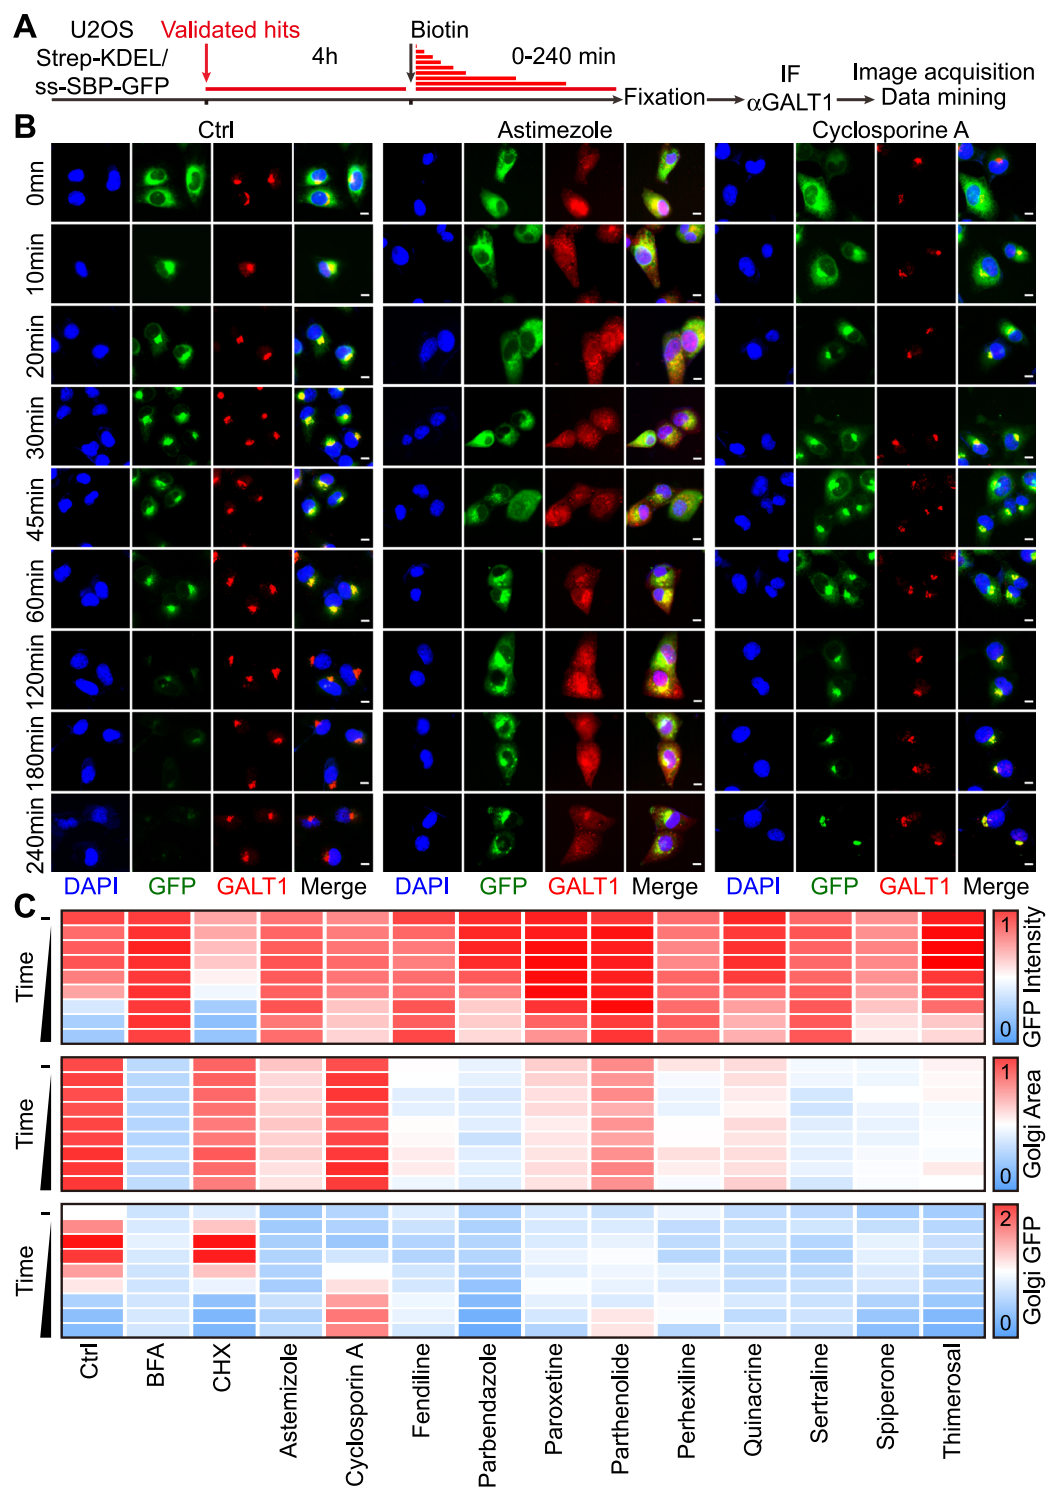 A
U2OS
Strep-KDEL/
ss-SBP-GFP
Validated hits
4h
Biotin
0-240 min
Fixation
IF
αGALT1
Image acquisition
Data mining
B
Ctrl
Astimezole
Cyclosporine A
0mn
10min
20min
30min
45min
60min
120min
180min
240min
DAPI GFP GALT1 Merge
DAPI GFP GALT1 Merge
DAPI GFP GALT1 Merge
C
- Time
1
0
GFP Intensity
- Time
1
0
Golgi Area
- Time
2
0
Golgi GFP
Ctrl
BFA
CHX
Astemizole
Cyclosporin A
Fendiline
Parbendazole
Paroxetine
Parthenolide
Perhexiline
Quinacrine
Sertraline
Spiperone
Thimerosal